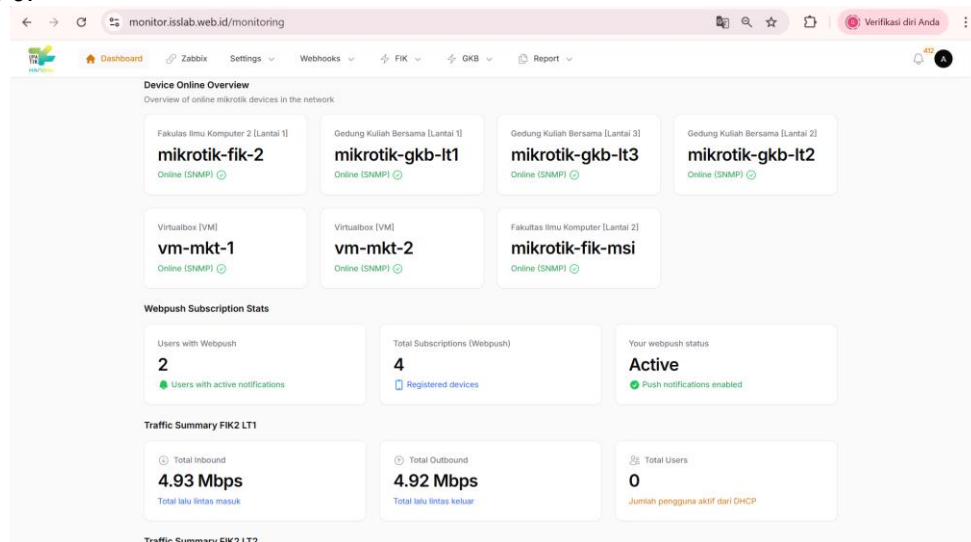 monitor.isslab.web.id/monitoring
Verifikasi diri Anda
Dashboard Zabbix Settings Webhooks FIK GKB Report
412
A
Device Online Overview
Overview of online mikrotik devices in the network
Fakulas Ilmu Komputer 2 [Lantai 1]
mikrotik-fik-2
Online (SNMP)
Gedung Kuliah Bersama [Lantai 1]
mikrotik-gkb-lt1
Online (SNMP)
Gedung Kuliah Bersama [Lantai 3]
mikrotik-gkb-lt3
Online (SNMP)
Gedung Kuliah Bersama [Lantai 2]
mikrotik-gkb-lt2
Online (SNMP)
Virtualbox [VM]
vm-mkt-1
Online (SNMP)
Virtualbox [VM]
vm-mkt-2
Online (SNMP)
Fakultas Ilmu Komputer [Lantai 2]
mikrotik-fik-msi
Online (SNMP)
Webpush Subscription Stats
Users with Webpush
2
Users with active notifications
Total Subscriptions (Webpush)
4
Registered devices
Your webpush status
Active
Push notifications enabled
Traffic Summary FIK2 LT1
Total Inbound
4.93 Mbps
Total lalu lintas masuk
Total Outbound
4.92 Mbps
Total lalu lintas keluar
Total Users
0
Jumlah pengguna aktif dari DHCP
Traffic Summary FIK2 LT2